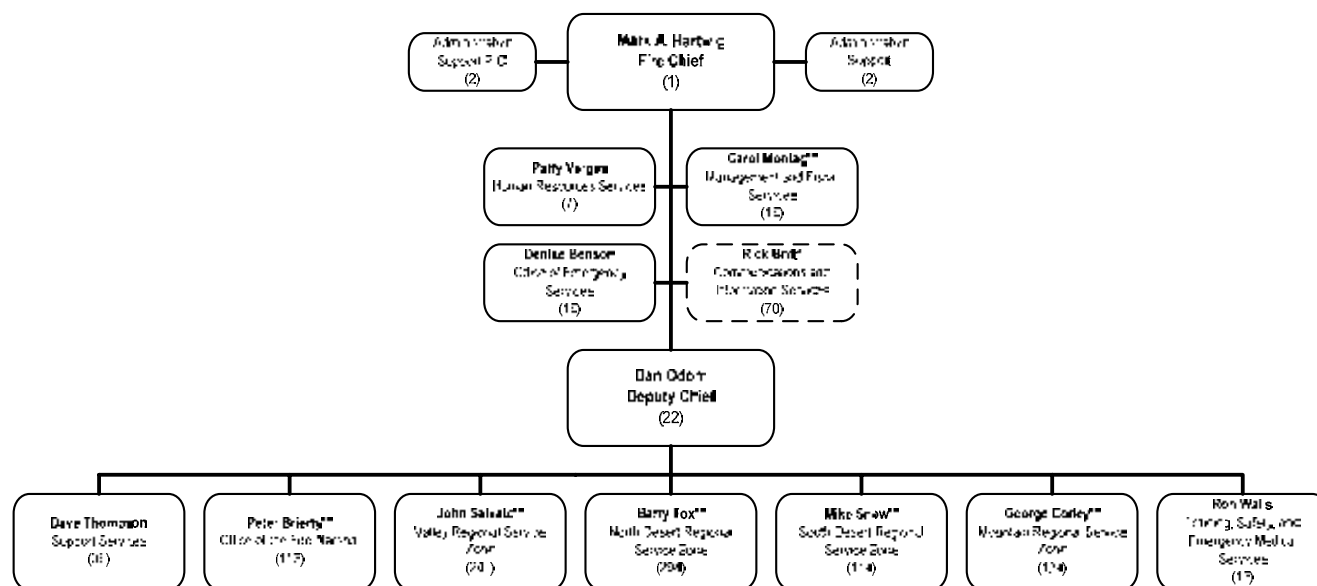 Mark A. Hartwig
Fire Chief
(1)
Administration
Support
(2)
Administration
Support
(2)
Patty
Human Resources Services
(7)
Carol Montag**
Management and Fiscal
Services
Denise Benson
Office of Emergency
Services
Rick Britt*
Communications and
Information Services
(70)
Dan Odom
Deputy Chief
(22)
Dave Thompson
Support Services
Peter Brierty**
Office of the Fire Marshal
John Salvate**
Valley Regional Service
Zone
Barry Fox**
North Desert Regional
Service Zone
Mike Snow**
South Desert Regional
Service Zone
George Corley**
Mountain Regional Service
Zone
Ron Walls
Training, Safety, and
Emergency Medical
Services